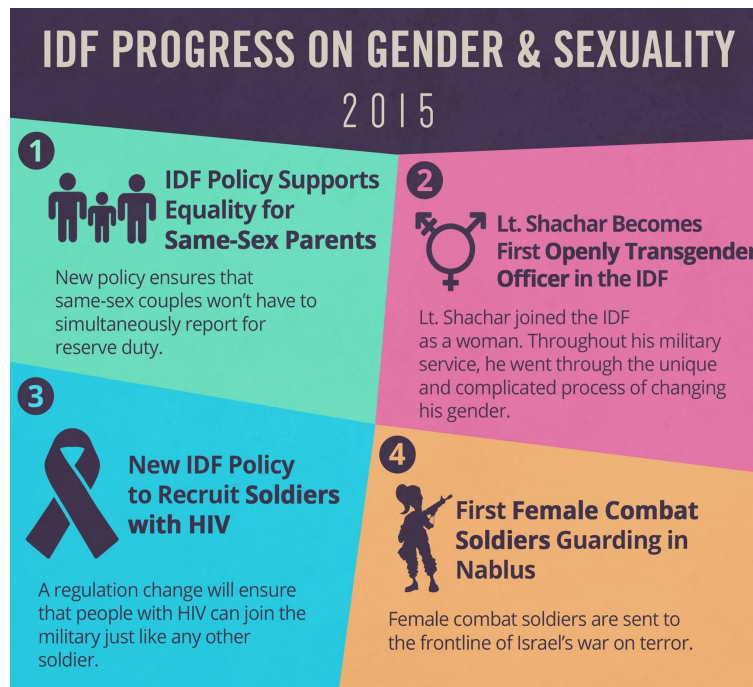 IDF PROGRESS ON GENDER & SEXUALITY
2015
1
IDF Policy Supports
Equality for
Same-Sex Parents
New policy ensures that
same-sex couples won't have to
simultaneously report for
reserve duty.
2
Lt. Shachar Becomes
First Openly Transgender
Officer in the IDF
Lt. Shachar joined the IDF
as a woman. Throughout his military
service, he went through the unique
and complicated process of changing
his gender.
3
New IDF Policy
to Recruit Soldiers
with HIV
A regulation change will ensure
that people with HIV can join the
military just like any other
soldier.
4
First Female Combat
Soldiers Guarding in
Nablus
Female combat soldiers are sent to
the frontline of Israel's war on terror.